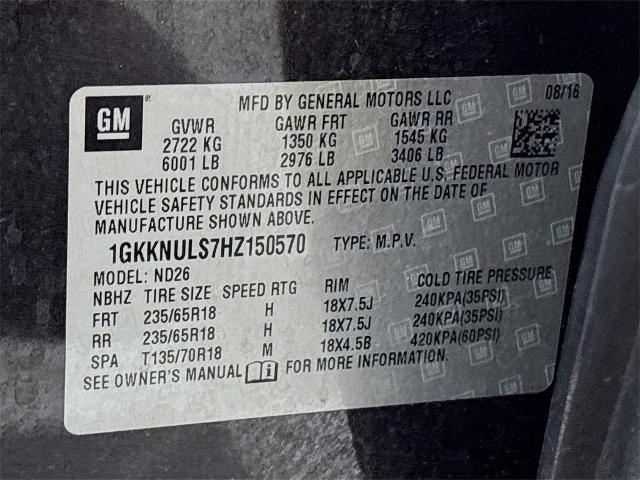 GM
MFD BY GENERAL MOTORS LLC
08/16
GVWR GAWR FRT GAWR RR
2722 KG 1350 KG 1545 KG
6001 LB 2976 LB 3406 LB
THIS VEHICLE CONFORMS TO ALL APPLICABLE U.S. FEDERAL MOTOR
VEHICLE SAFETY STANDARDS IN EFFECT ON THE DATE OF
MANUFACTURE SHOWN ABOVE.
1GKKNULS7HZ150570 TYPE: M.P.V.
MODEL: ND26
NBHZ TIRE SIZE SPEED RTG RIM COLD TIRE PRESSURE
FRT 235/65R18 H 18X7.5J 240KPA(35PSI)
RR 235/65R18 H 18X7.5J 240KPA(35PSI)
SPA T135/70R18 M 18X4.5B 420KPA(60PSI)
SEE OWNER'S MANUAL FOR MORE INFORMATION.